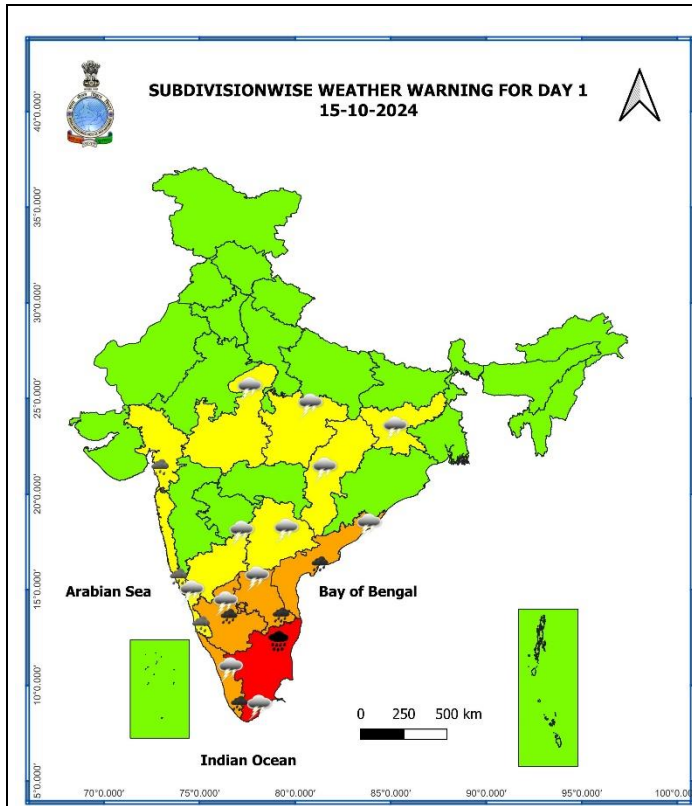 SUBDIVISIONWISE WEATHER WARNING FOR DAY 1
15-10-2024
40°0.000'
35°0.000'
30°0.000'
25°0.000'
20°0.000'
15°0.000'
10°0.000'
5°0.000'
Arabian Sea
Bay of Bengal
0 250 500 km
Indian Ocean
70°0.000' 75°0.000' 80°0.000' 85°0.000' 90°0.000' 95°0.000' 100°0.00